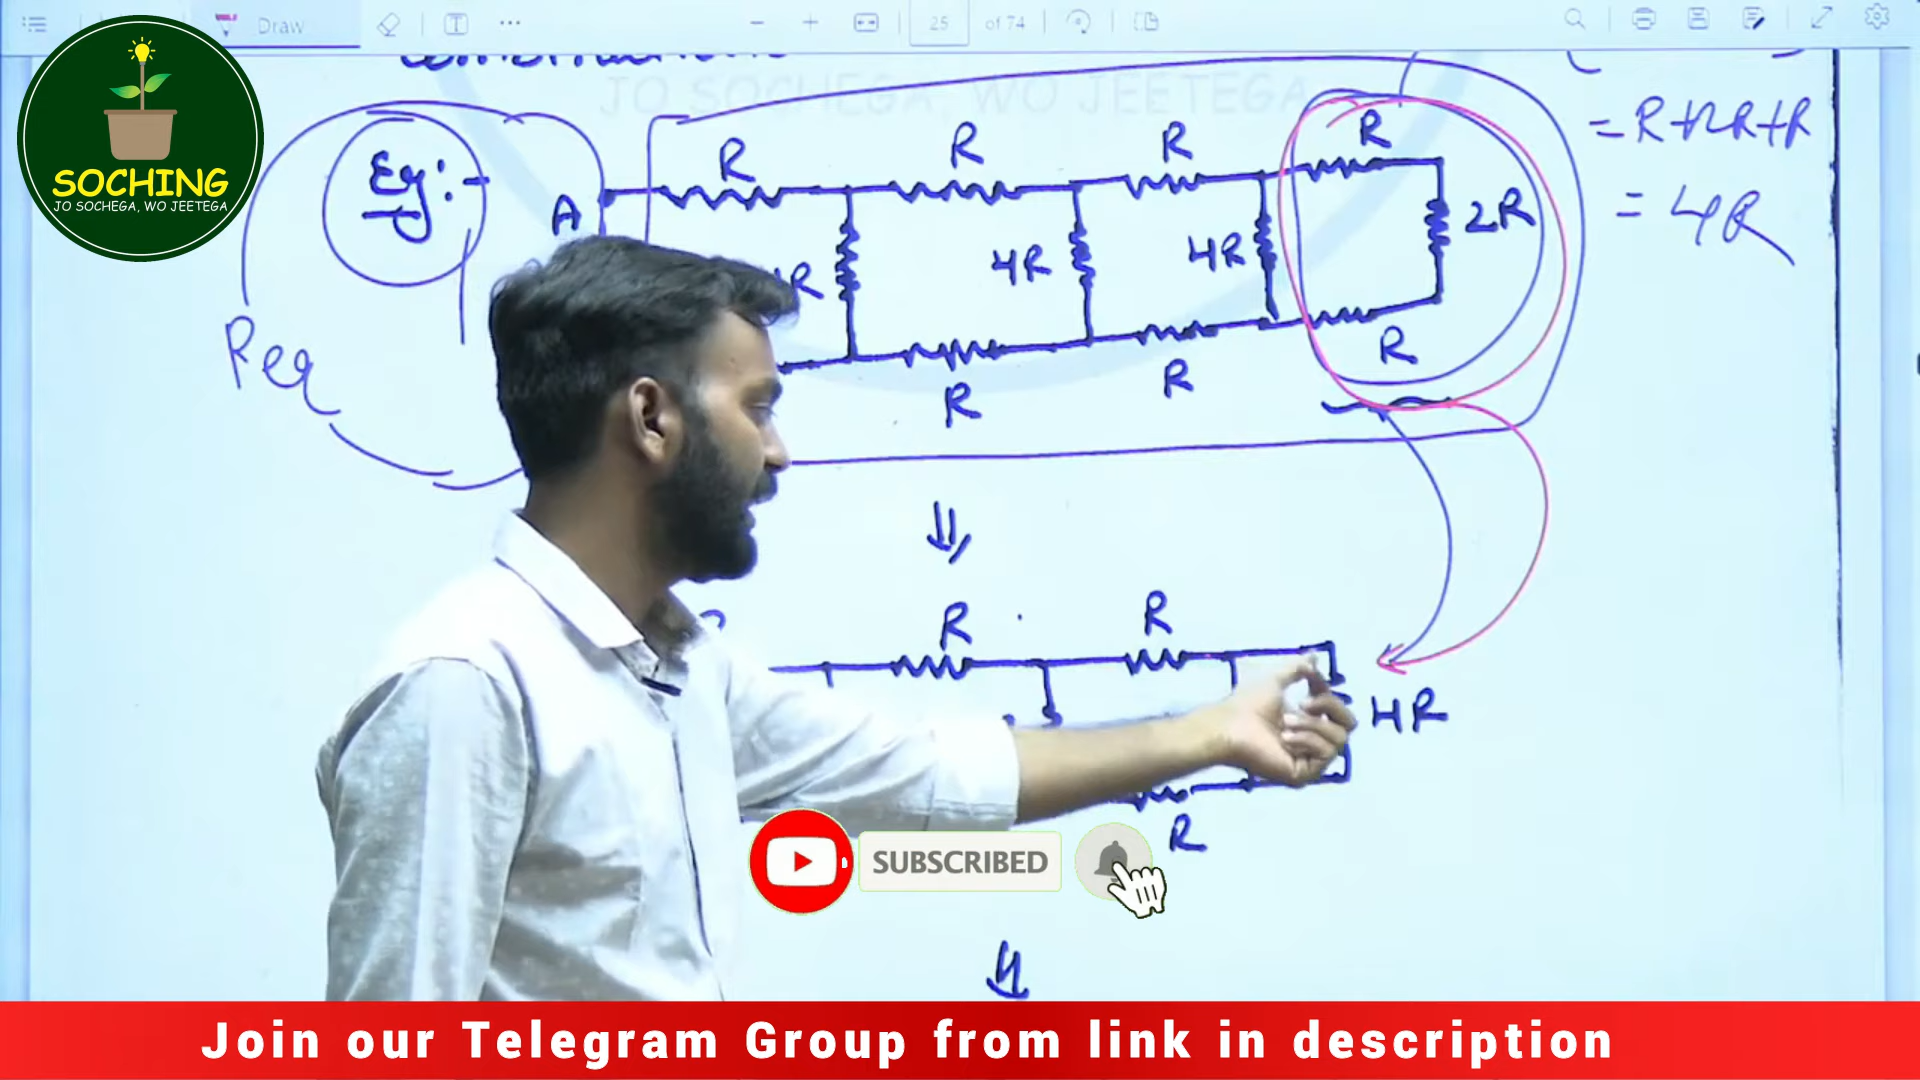 Draw
25 of 74
JO SOCHEGA, WO JEETEGA
SOCHING
JO SOCHEGA, WO JEETEGA
Eg:-
A
R R R R
= R+2R+R
= 4R
R 4R 4R 2R
R R R
Req
R R
4R
R
SUBSCRIBED
Join our Telegram Group from link in description